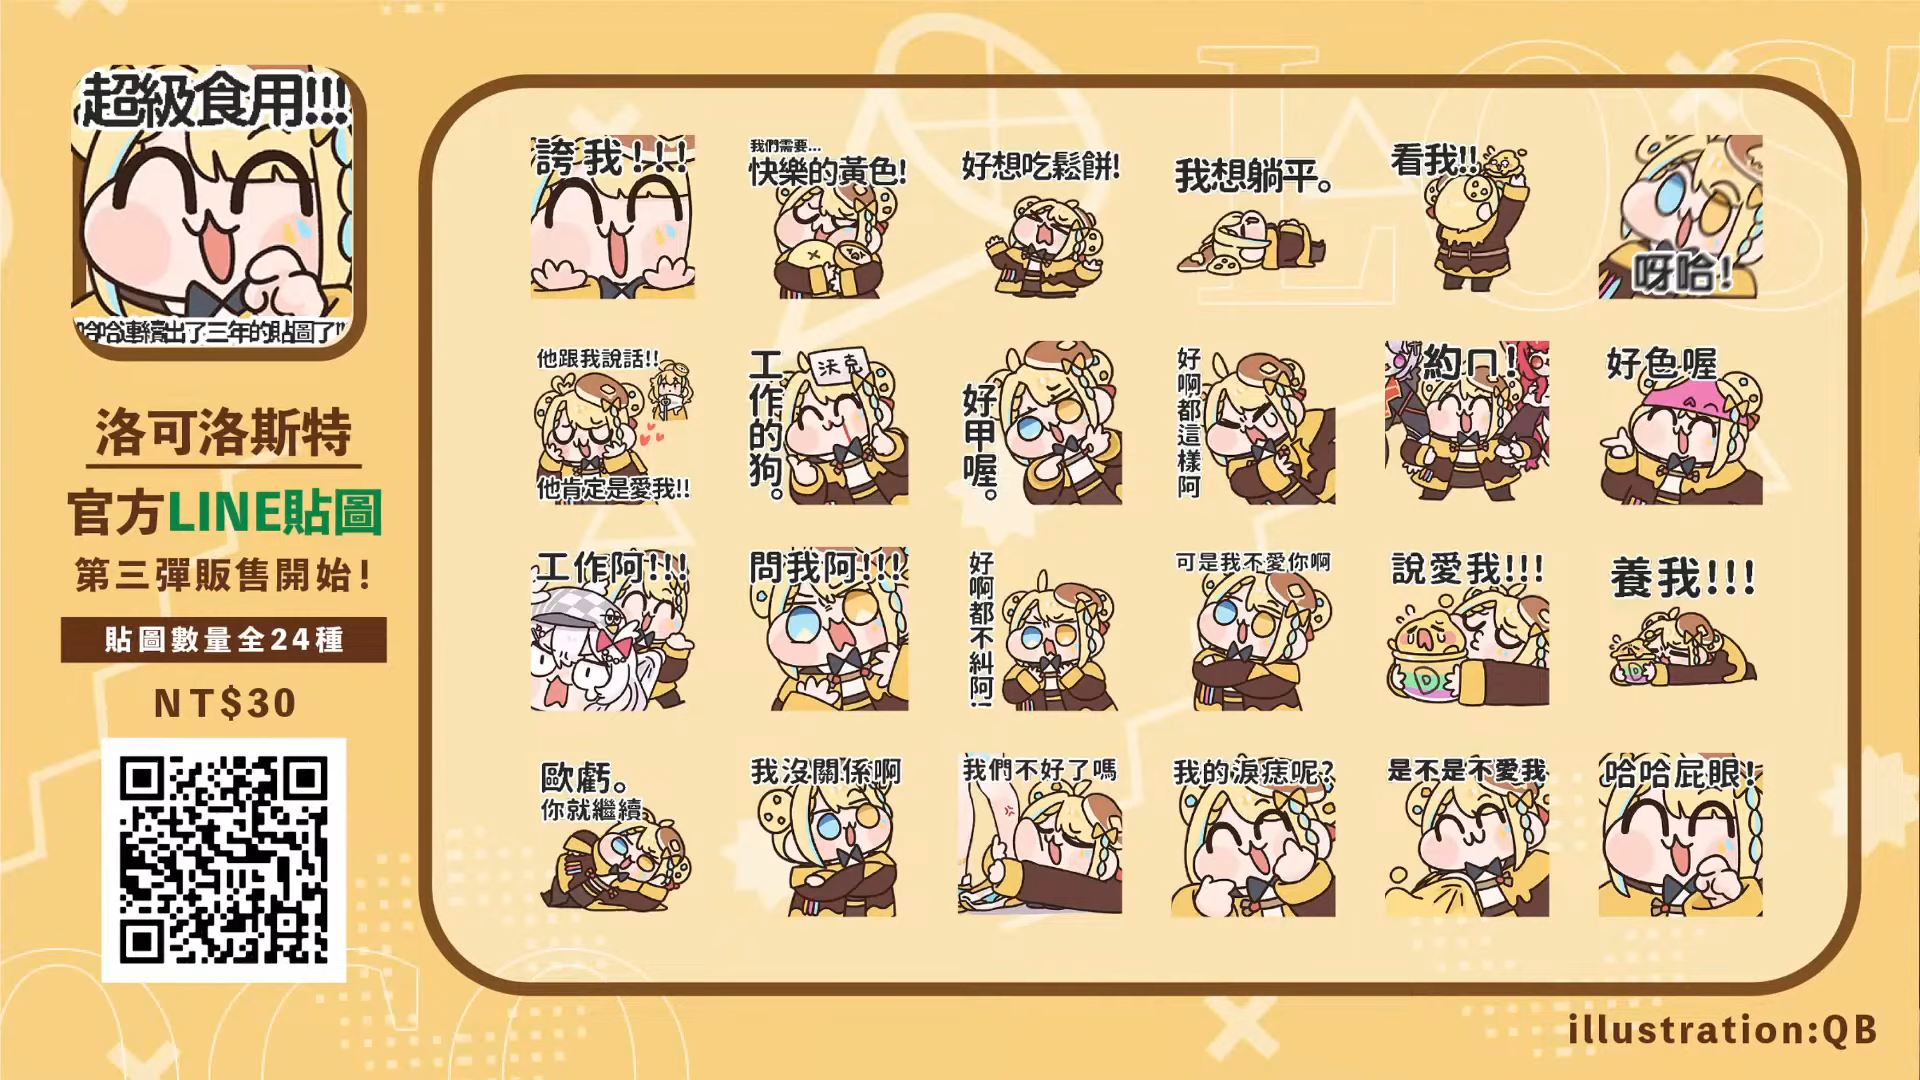 超級食用!!!
哈哈連續出了三年的貼圖了!!
洛可洛斯特
官方LINE貼圖
第三彈販售開始!
貼圖數量全24種
NT$30
誇我!!!
我們需要...
快樂的黃色!
好想吃鬆餅!
我想躺平。
看我!!
呀哈!
他跟我說話!!
他肯定是愛我!!
工作的狗。
沃克
好甲喔。
好啊都這樣阿
約ㄇ!
好色喔
工作阿!!!
問我阿!!!
好啊都不糾阿!
可是我不愛你啊
說愛我!!!
D
養我!!!
D
歐虧。
你就繼續
我沒關係啊
我們不好了嗎
我的淚痣呢?
是不是不愛我
哈哈屁眼!
illustration:QB
LOST
LOCO